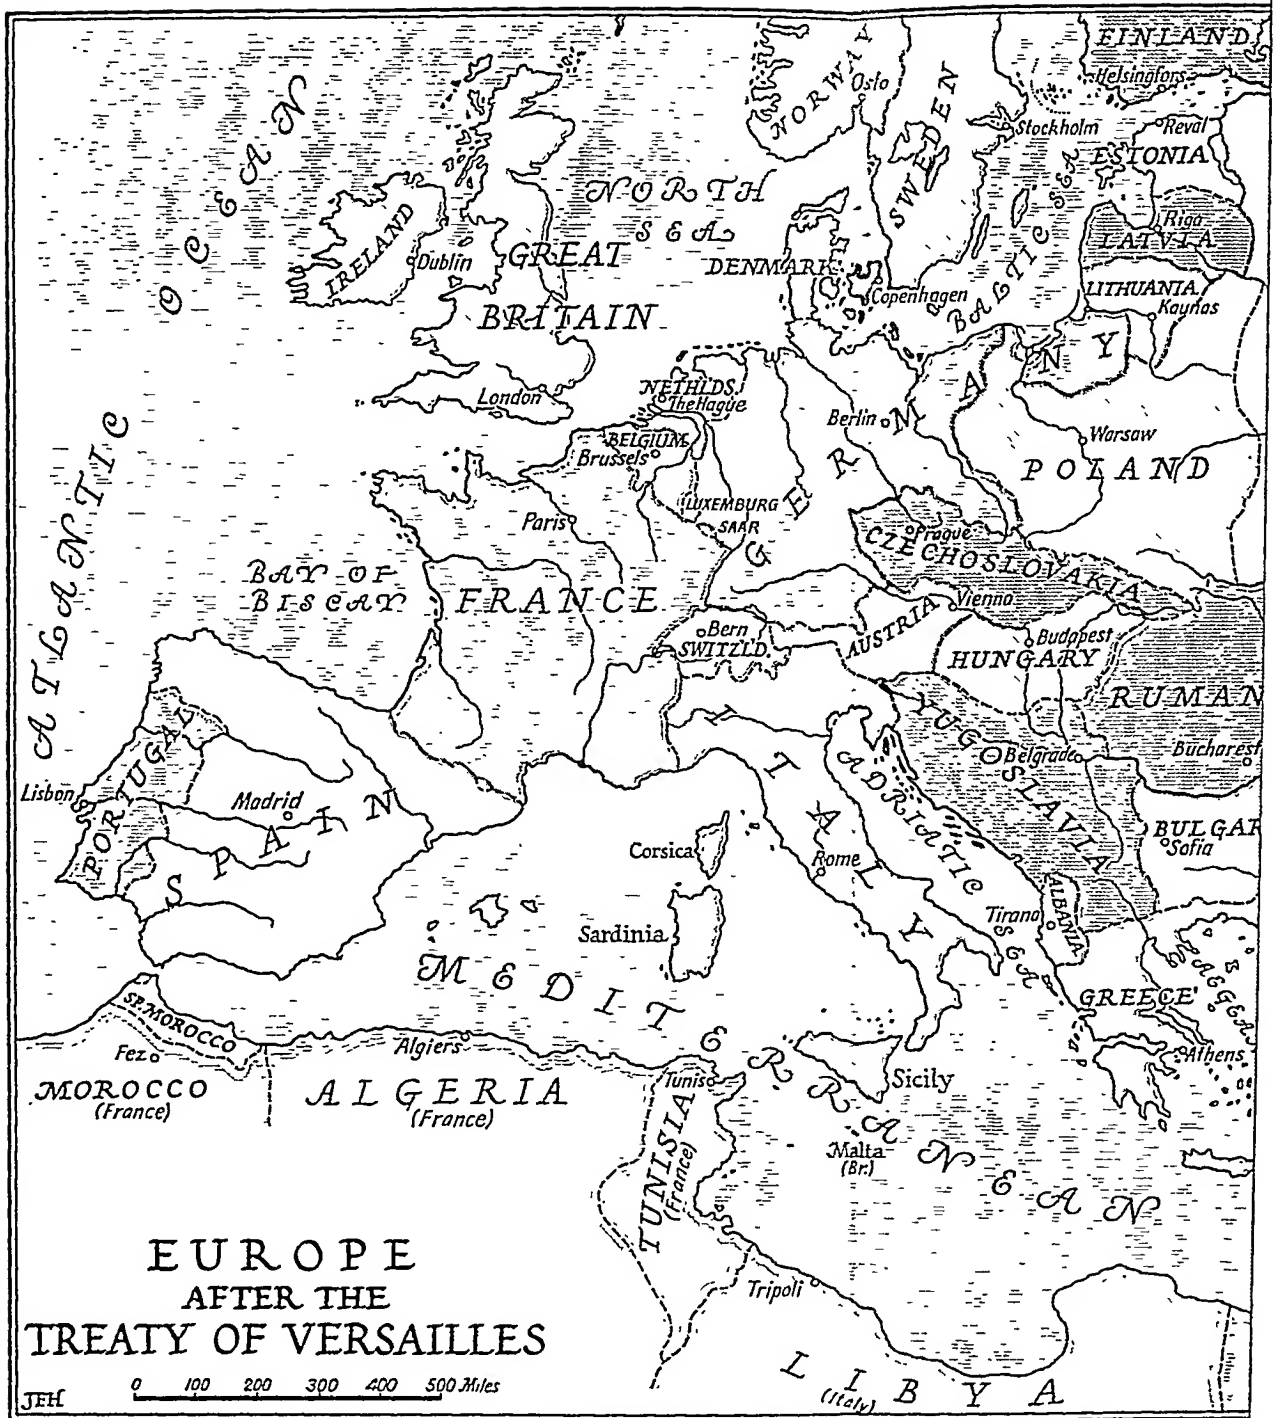 FINLAND
Helsingfors
NORWAY
Oslo
SWEDEN
Stockholm
Reval
ESTONIA
OCEAN
NORTH
SEA
BALTIC SEA
Riga
LATVIA
IRELAND
Dublin
GREAT
BRITAIN
DENMARK
Copenhagen
LITHUANIA
Kaynas
London
NETHLDS.
The Hague
GERMANY
Berlin
Warsaw
POLAND
ATLANTIC
BELGIUM
Brussels
LUXEMBURG
SAAR
Paris
Prague
CZECHOSLOVAKIA
BAY OF
BISCAY
FRANCE
Bern
SWITZ'L'D.
AUSTRIA
Vienna
Budapest
HUNGARY
RUMAN
Bucharest
YUGOSLAVIA
Belgrade
PORTUGAL
Lisbon
Madrid
SPAIN
ITALY
ADRIATIC SEA
Corsica
Rome
BULGAR
Sofia
Sardinia
Tirana
ALBANIA
AEGEAN
MEDITERRANEAN
GREECE
Athens
SP. MOROCCO
Fez
MOROCCO
(France)
Algiers
ALGERIA
(France)
Tunis
TUNISIA
(France)
Sicily
Malta
(Br.)
Tripoli
LIBYA
(Italy)
EUROPE
AFTER THE
TREATY OF VERSAILLES
0 100 200 300 400 500 Miles
JEH